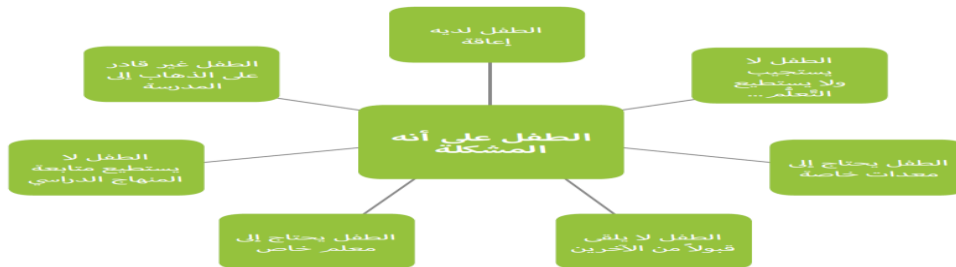 الطفل لديه
إعاقة
الطفل لا
يستجيب
ولا يستطيع
التّعلّم...
الطفل يحتاج إلى
معدات خاصة
الطفل لا يلقى
قبولاً من الآخرين
الطفل يحتاج إلى
معلم خاص
الطفل لا
يستطيع متابعة
المنهاج الدراسي
الطفل غير قادر
على الذهاب إلى
المدرسة
الطفل على أنه
المشكلة